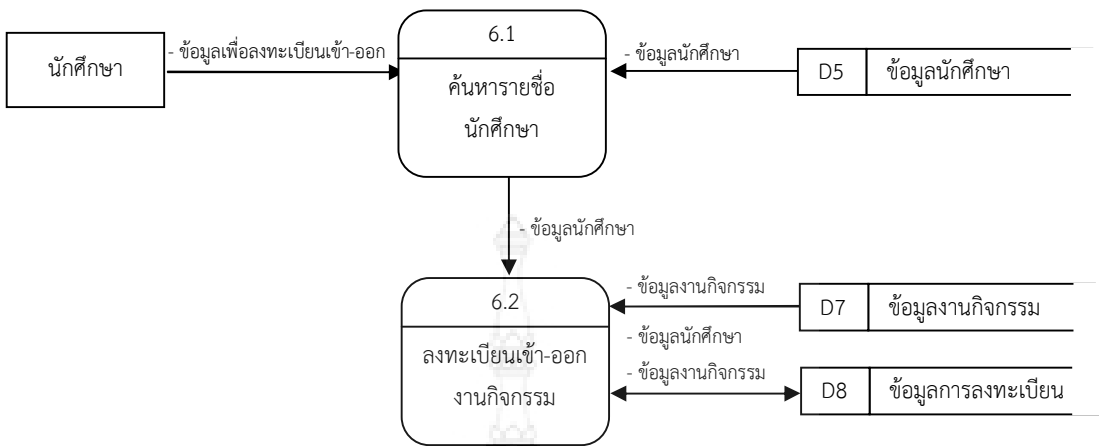 นักศึกษา
- ข้อมูลเพื่อลงทะเบียนเข้า-ออก
6.1
ค้นหารายชื่อ
นักศึกษา
- ข้อมูลนักศึกษา
D5 ข้อมูลนักศึกษา
- ข้อมูลนักศึกษา
6.2
ลงทะเบียนเข้า-ออก
งานกิจกรรม
- ข้อมูลงานกิจกรรม
D7 ข้อมูลงานกิจกรรม
- ข้อมูลนักศึกษา
- ข้อมูลงานกิจกรรม
D8 ข้อมูลการลงทะเบียน